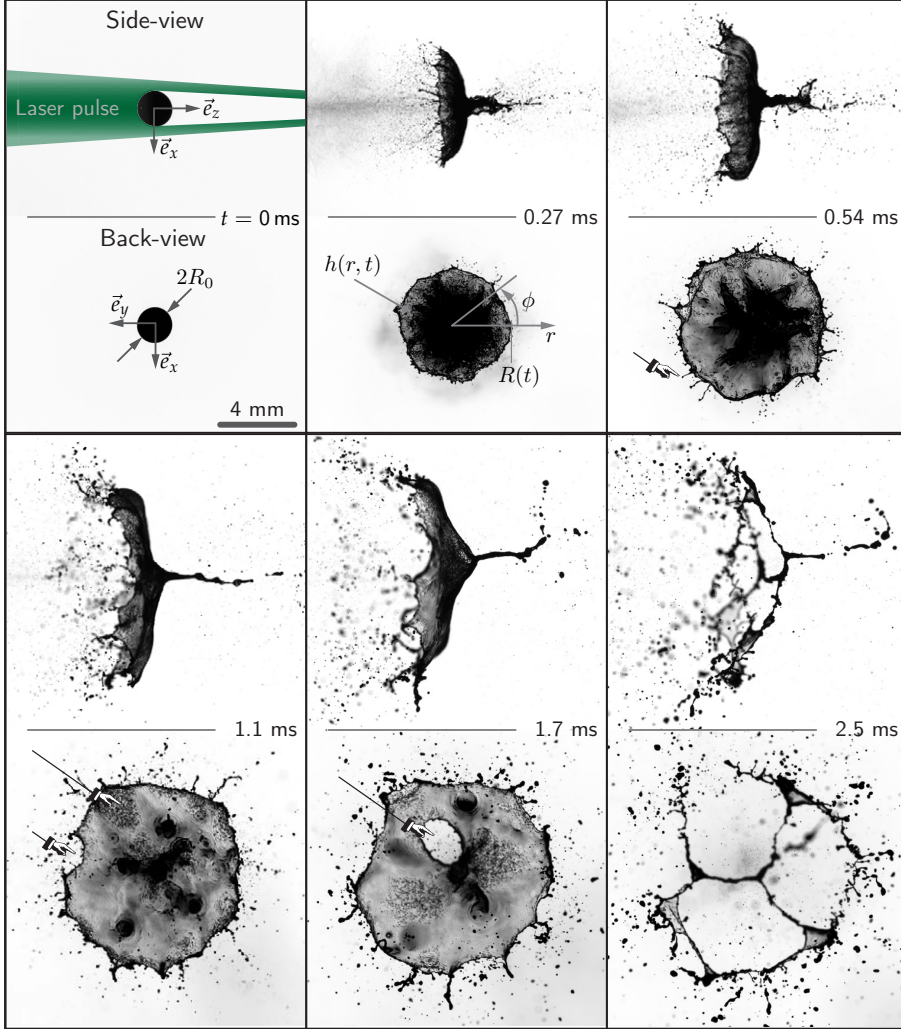 Side-view
Laser pulse
e⃗z
e⃗x
t = 0 ms
0.27 ms
0.54 ms
Back-view
2R0
e⃗y
e⃗x
4 mm
h(r, t)
ϕ
r
R(t)
1.1 ms
1.7 ms
2.5 ms